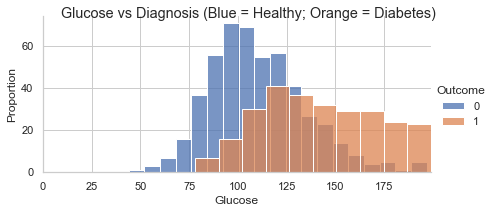 Glucose vs Diagnosis (Blue = Healthy; Orange = Diabetes)
Proportion
60
40
20
0
0 25 50 75 100 125 150 175
Glucose
Outcome
0
1